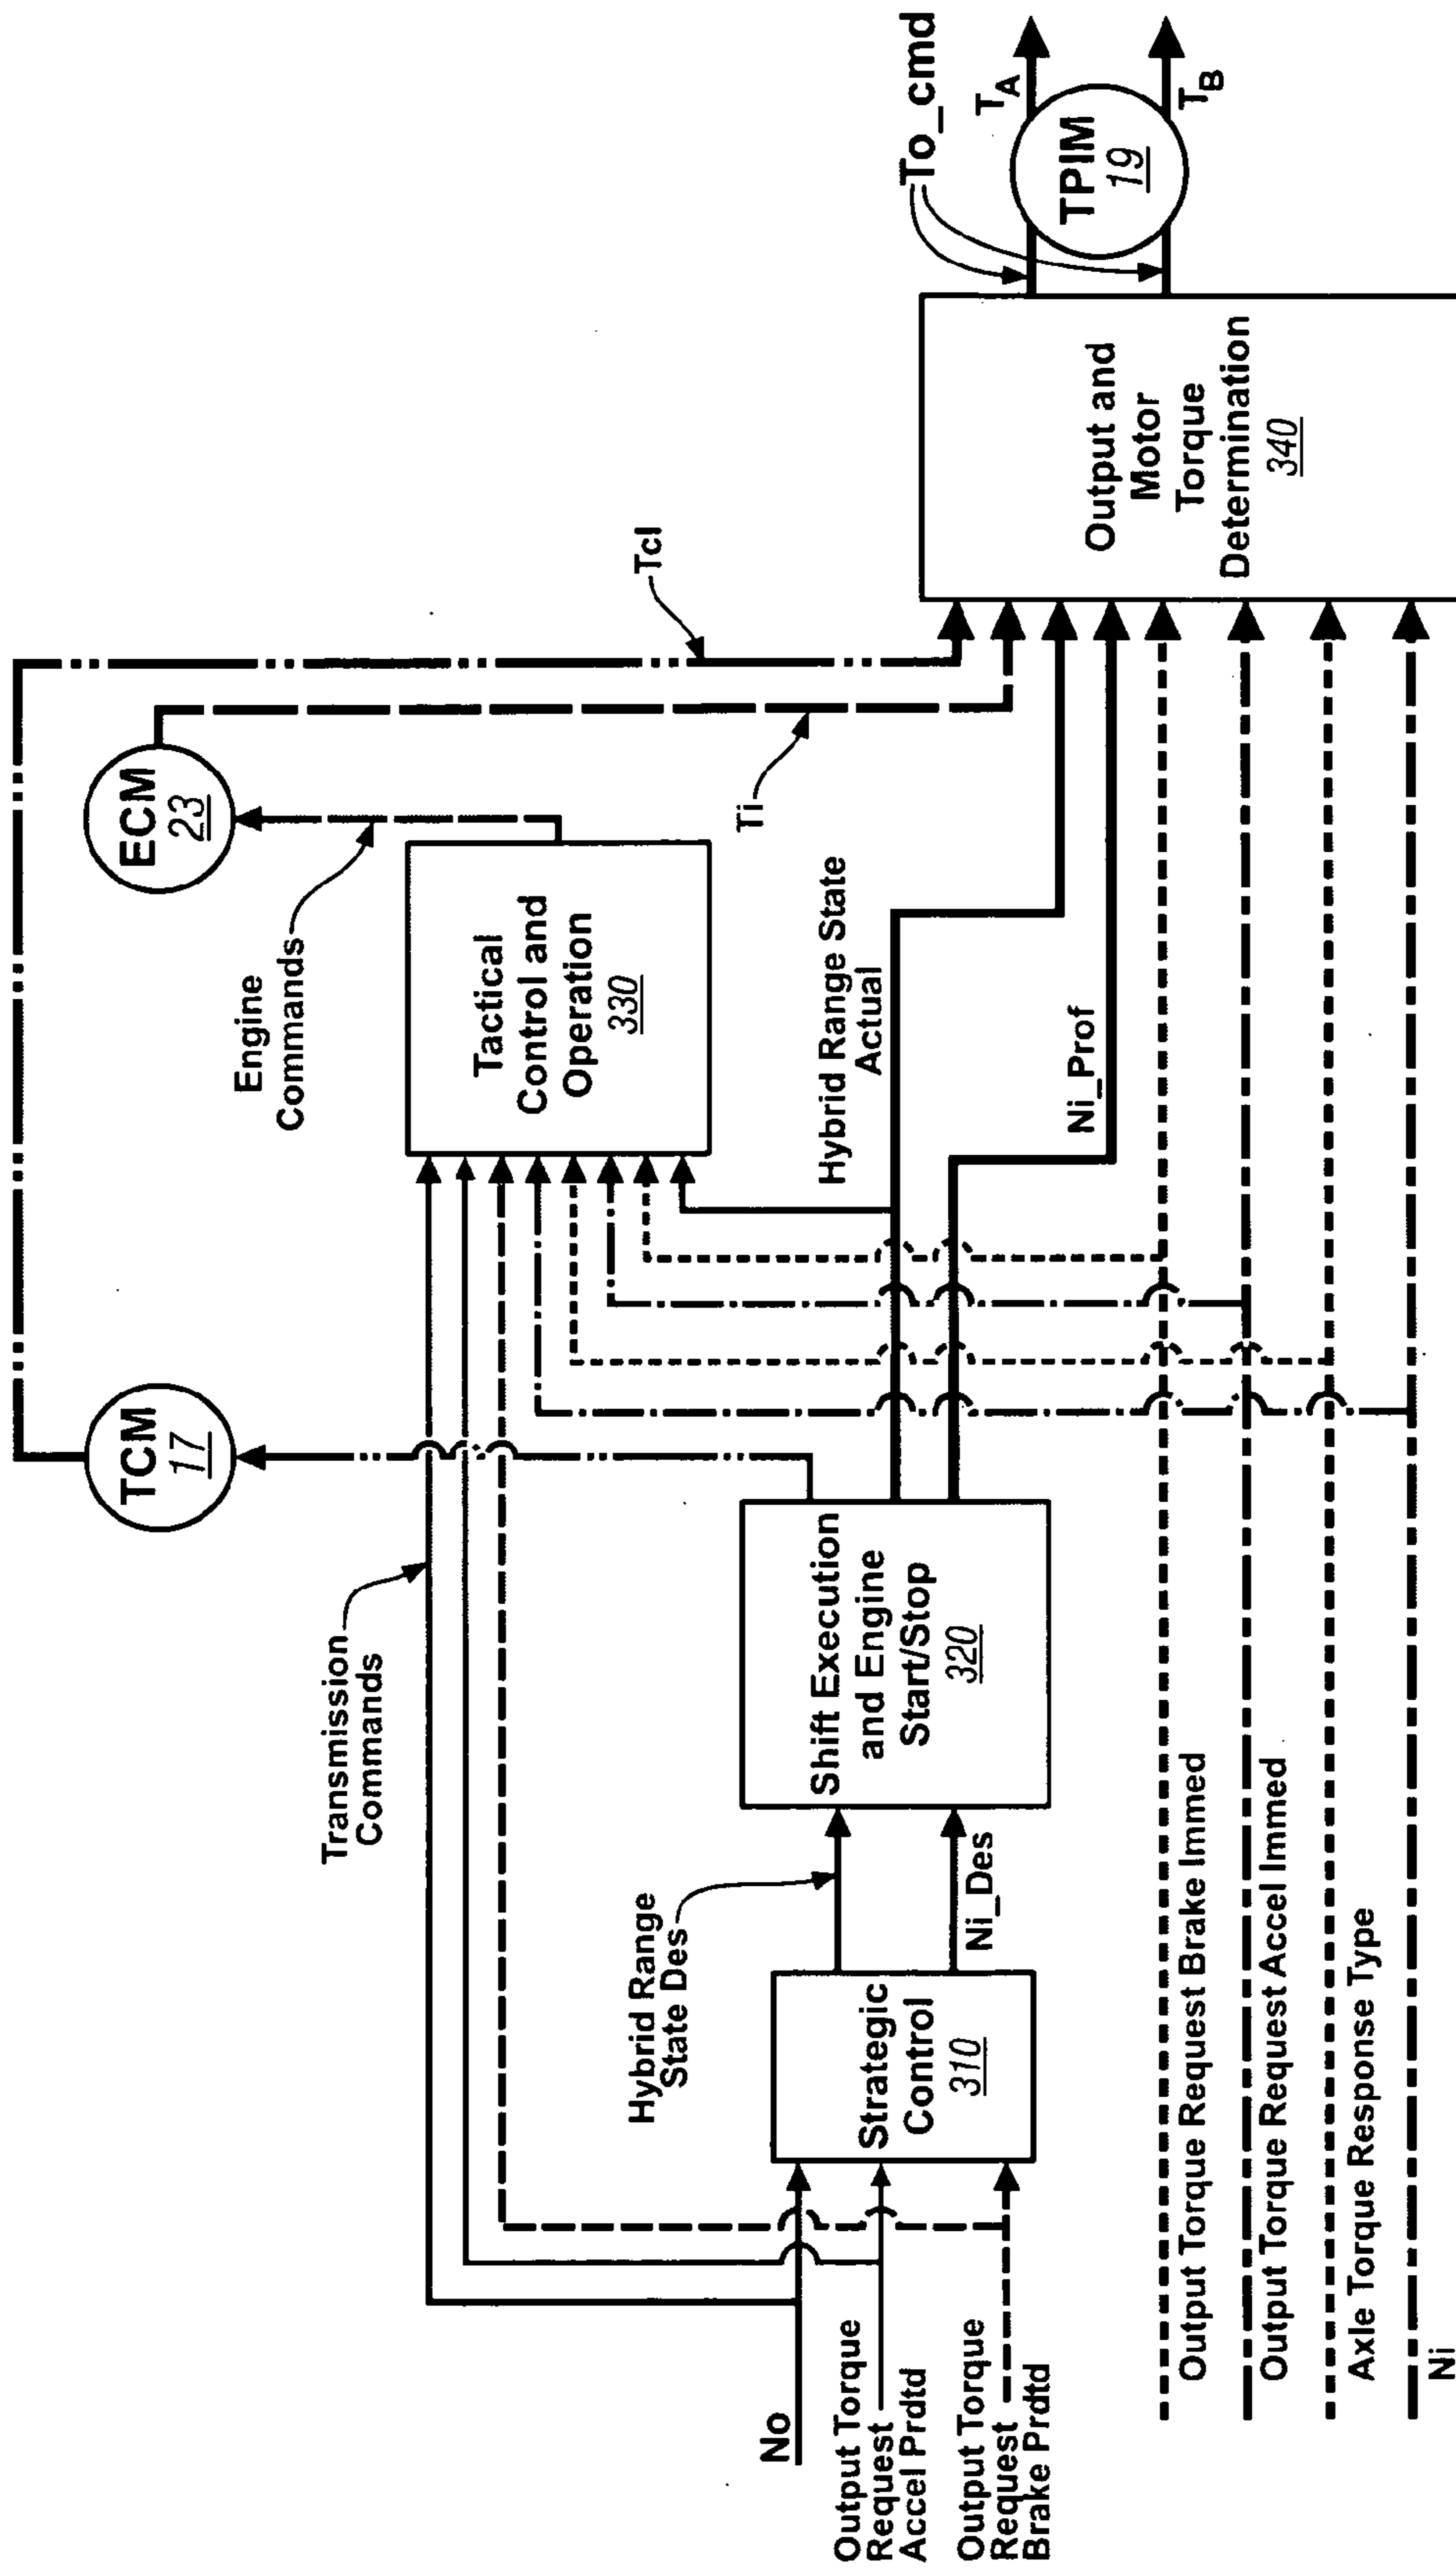 TCM
17
ECM
23
Tcl
Ti
Engine
Commands
Transmission
Commands
Tactical
Control and
Operation
330
Hybrid Range
State Des
Strategic
Control
310
Ni_Des
Shift Execution
and Engine
Start/Stop
320
Hybrid Range State
Actual
Ni_Prof
No
Output Torque
Request
Accel Prdtd
Output Torque
Request
Brake Prdtd
Output Torque Request Brake Immed
Output Torque Request Accel Immed
Axle Torque Response Type
Ni
Output and
Motor
Torque
Determination
340
To_cmd
TPIM
19
TA
TB